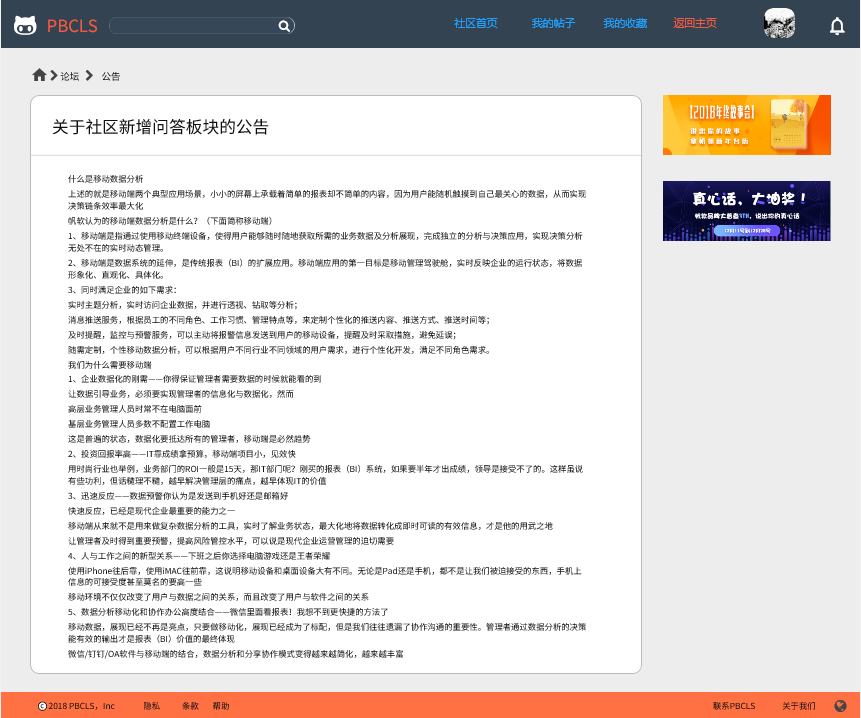 PBCLS
社区首页 我的帖子 我的收藏 返回主页
论坛 公告
关于社区新增问答板块的公告
什么是移动数据分析
上述的就是移动端两个典型应用场景，小小的屏幕上承载着简单的报表却不简单的内容，因为用户能随机触摸到自己最关心的数据，从而实现
决策链条效率最大化
帆软认为的移动端数据分析是什么？（下面简称移动端）
1、移动端是指通过使用移动终端设备，使得用户能够随时随地获取所需的业务数据及分析展现，完成独立的分析与决策应用，实现决策分析
无处不在的实时动态管理。
2、移动端是数据系统的延伸，是传统报表（BI）的扩展应用。移动端应用的第一目标是移动管理驾驶舱，实时反映企业的运行状态，将数据
形象化、直观化、具体化。
3、同时满足企业的如下需求：
实时主题分析，实时访问企业数据，并进行透视、钻取等分析；
消息推送服务，根据员工的不同角色、工作习惯、管理特点等，来定制个性化的推送内容、推送方式、推送时间等；
及时提醒，监控与预警服务，可以主动将报警信息发送到用户的移动设备，提醒及时采取措施，避免延误；
随需定制，个性移动数据分析，可以根据用户不同行业不同领域的用户需求，进行个性化开发，满足不同角色需求。
我们为什么需要移动端
1、企业数据化的刚需——你得保证管理者需要数据的时候就能看的到
让数据引导业务，必须要实现管理者的信息化与数据化，然而
高层业务管理人员时常不在电脑面前
基层业务管理人员多数不配置工作电脑
这是普遍的状态，数据化要抵达所有的管理者，移动端是必然趋势
2、投资回报率高——IT靠成绩拿预算，移动端项目小，见效快
用时尚行业也举例，业务部门的ROI一般是15天，那IT部门呢？刚买的报表（BI）系统，如果要半年才出成绩，领导是接受不了的。这样虽说
有些功利，但话糙理不糙，越早解决管理层的痛点，越早体现IT的价值
3、迅速反应——数据预警你认为是发送到手机好还是邮箱好
快速反应，已经是现代企业最重要的能力之一
移动端从来就不是用来做复杂数据分析的工具，实时了解业务状态，最大化地将数据转化成即时可读的有效信息，才是他的用武之地
让管理者及时得到重要预警，提高风险管控水平，可以说是现代企业运营管理的迫切需要
4、人与工作之间的新型关系——下班之后你选择电脑游戏还是王者荣耀
使用iPhone往后靠，使用iMAC往前靠，这说明移动设备和桌面设备大有不同。无论是Pad还是手机，都不是让我们被迫接受的东西，手机上
信息的可接受度甚至莫名的要高一些
移动环境不仅仅改变了用户与数据之间的关系，而且改变了用户与软件之间的关系
5、数据分析移动化和协作办公高度结合——微信里面看报表！我想不到更快捷的方法了
移动数据，展现已经不再是亮点，只要做移动化，展现已经成为了标配，但是我们往往遗漏了协作沟通的重要性。管理者通过数据分析的决策
能有效的输出才是报表（BI）价值的最终体现
微信/钉钉/OA软件与移动端的结合，数据分析和分享协作模式变得越来越简化，越来越丰富
2018年终故事会
说出你的故事
拿帆软新年台历
真心话，大抽奖！
©2018 PBCLS，Inc 隐私 条款 帮助 联系PBCLS 关于我们